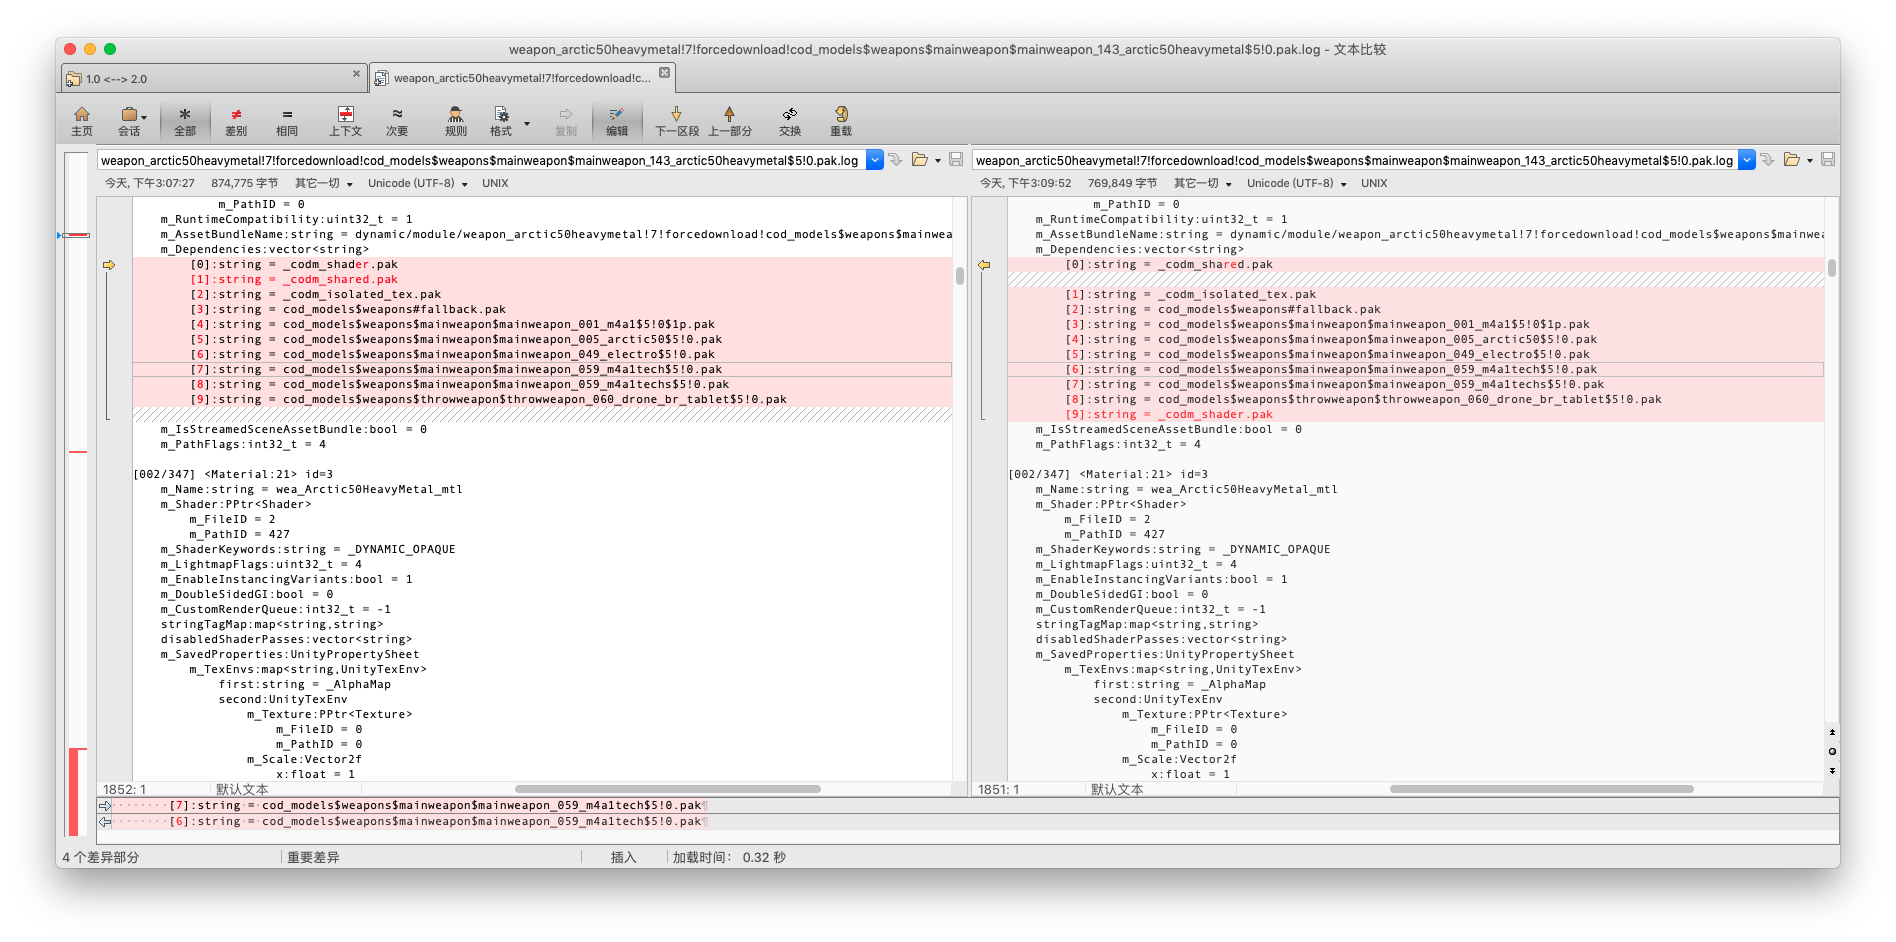 weapon_arctic50heavymetal!7!forcedownload!cod_models$weapons$mainweapon$mainweapon_143_arctic50heavymetal$5!0.pak.log - 文本比较
1.0 <--> 2.0
weapon_arctic50heavymetal!7!forcedownload!c...
主页 会话 全部 差别 相同 上下文 次要 规则 格式 复制 编辑 下一区段 上一部分 交换 重载
weapon_arctic50heavymetal!7!forcedownload!cod_models$weapons$mainweapon$mainweapon_143_arctic50heavymetal$5!0.pak.log
今天, 下午3:07:27 874,775 字节 其它一切 Unicode (UTF-8) UNIX
m_PathID = 0
m_RuntimeCompatibility:uint32_t = 1
m_AssetBundleName:string = dynamic/module/weapon_arctic50heavymetal!7!forcedownload!cod_models$weapons$mainwea
m_Dependencies:vector<string>
[0]:string = _codm_shader.pak
[1]:string = _codm_shared.pak
[2]:string = _codm_isolated_tex.pak
[3]:string = cod_models$weapons#fallback.pak
[4]:string = cod_models$weapons$mainweapon$mainweapon_001_m4a1$5!0$1p.pak
[5]:string = cod_models$weapons$mainweapon$mainweapon_005_arctic50$5!0.pak
[6]:string = cod_models$weapons$mainweapon$mainweapon_049_electro$5!0.pak
[7]:string = cod_models$weapons$mainweapon$mainweapon_059_m4a1tech$5!0.pak
[8]:string = cod_models$weapons$mainweapon$mainweapon_059_m4a1techs$5!0.pak
[9]:string = cod_models$weapons$throwweapon$throwweapon_060_drone_br_tablet$5!0.pak
m_IsStreamedSceneAssetBundle:bool = 0
m_PathFlags:int32_t = 4
[002/347] <Material:21> id=3
m_Name:string = wea_Arctic50HeavyMetal_mtl
m_Shader:PPtr<Shader>
m_FileID = 2
m_PathID = 427
m_ShaderKeywords:string = _DYNAMIC_OPAQUE
m_LightmapFlags:uint32_t = 4
m_EnableInstancingVariants:bool = 1
m_DoubleSidedGI:bool = 0
m_CustomRenderQueue:int32_t = -1
stringTagMap:map<string,string>
disabledShaderPasses:vector<string>
m_SavedProperties:UnityPropertySheet
m_TexEnvs:map<string,UnityTexEnv>
first:string = _AlphaMap
second:UnityTexEnv
m_Texture:PPtr<Texture>
m_FileID = 0
m_PathID = 0
m_Scale:Vector2f
x:float = 1
1852: 1 默认文本
weapon_arctic50heavymetal!7!forcedownload!cod_models$weapons$mainweapon$mainweapon_143_arctic50heavymetal$5!0.pak.log
今天, 下午3:09:52 769,849 字节 其它一切 Unicode (UTF-8) UNIX
m_PathID = 0
m_RuntimeCompatibility:uint32_t = 1
m_AssetBundleName:string = dynamic/module/weapon_arctic50heavymetal!7!forcedownload!cod_models$weapons$mainwea
m_Dependencies:vector<string>
[0]:string = _codm_shared.pak
[1]:string = _codm_isolated_tex.pak
[2]:string = cod_models$weapons#fallback.pak
[3]:string = cod_models$weapons$mainweapon$mainweapon_001_m4a1$5!0$1p.pak
[4]:string = cod_models$weapons$mainweapon$mainweapon_005_arctic50$5!0.pak
[5]:string = cod_models$weapons$mainweapon$mainweapon_049_electro$5!0.pak
[6]:string = cod_models$weapons$mainweapon$mainweapon_059_m4a1tech$5!0.pak
[7]:string = cod_models$weapons$mainweapon$mainweapon_059_m4a1techs$5!0.pak
[8]:string = cod_models$weapons$throwweapon$throwweapon_060_drone_br_tablet$5!0.pak
[9]:string = _codm_shader.pak
m_IsStreamedSceneAssetBundle:bool = 0
m_PathFlags:int32_t = 4
[002/347] <Material:21> id=3
m_Name:string = wea_Arctic50HeavyMetal_mtl
m_Shader:PPtr<Shader>
m_FileID = 2
m_PathID = 427
m_ShaderKeywords:string = _DYNAMIC_OPAQUE
m_LightmapFlags:uint32_t = 4
m_EnableInstancingVariants:bool = 1
m_DoubleSidedGI:bool = 0
m_CustomRenderQueue:int32_t = -1
stringTagMap:map<string,string>
disabledShaderPasses:vector<string>
m_SavedProperties:UnityPropertySheet
m_TexEnvs:map<string,UnityTexEnv>
first:string = _AlphaMap
second:UnityTexEnv
m_Texture:PPtr<Texture>
m_FileID = 0
m_PathID = 0
m_Scale:Vector2f
x:float = 1
1851: 1 默认文本
[7]:string = cod_models$weapons$mainweapon$mainweapon_059_m4a1tech$5!0.pak¶
[6]:string = cod_models$weapons$mainweapon$mainweapon_059_m4a1tech$5!0.pak¶
4 个差异部分 重要差异 插入 加载时间: 0.32 秒